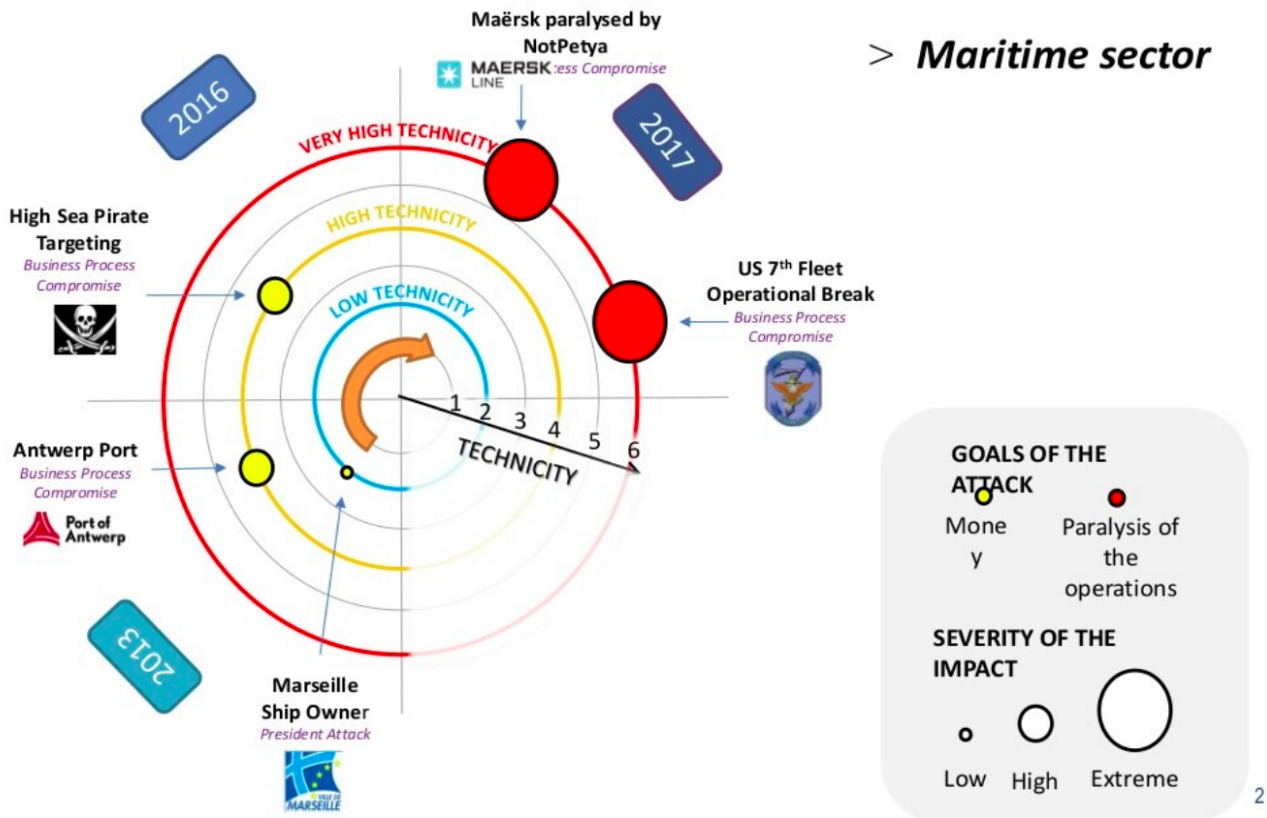 > Maritime sector
Maërsk paralysed by
NotPetya
MAERSK
LINE
:ess Compromise
2016
2017
VERY HIGH TECHNICITY
HIGH TECHNICITY
LOW TECHNICITY
High Sea Pirate
Targeting
Business Process
Compromise
US 7th Fleet
Operational Break
Business Process
Compromise
1
2
3
4
5
6
TECHNICITY
Antwerp Port
Business Process
Compromise
Port of
Antwerp
2013
Marseille
Ship Owner
President Attack
VILLE DE
MARSEILLE
GOALS OF THE
ATTACK
Mone
y
Paralysis of
the
operations
SEVERITY OF THE
IMPACT
Low
High
Extreme
2